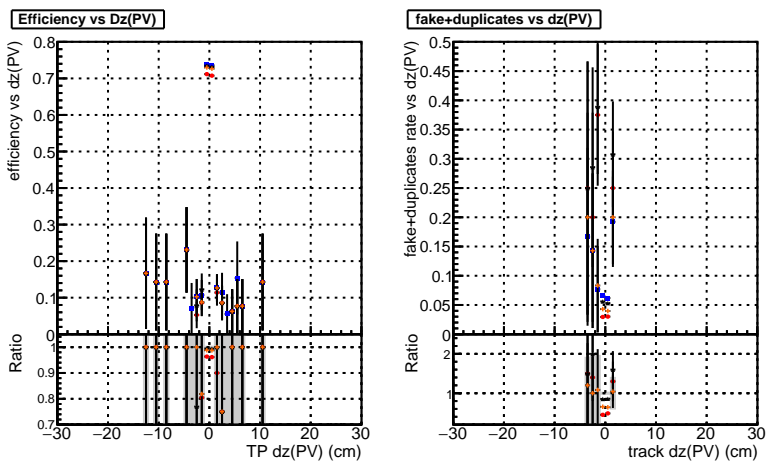 Efficiency vs Dz(PV)
efficiency vs dz(PV)
0.8
0.7
0.6
0.5
0.4
0.3
0.2
0.1
0
Ratio
1
0.9
0.8
0.7
−30 −20 −10 0 10 20 30
TP dz(PV) (cm)
fake+duplicates vs dz(PV)
fake+duplicates rate vs dz(PV)
0.5
0.45
0.4
0.35
0.3
0.25
0.2
0.15
0.1
0.05
0
Ratio
2
1
−30 −20 −10 0 10 20 30
track dz(PV) (cm)